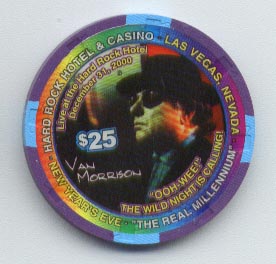 HARD ROCK HOTEL & CASINO - LAS VEGAS, NEVADA
Live at the Hard Rock Hotel
December 31, 2000
$25
VAN
MORRISON
"OOH-WEE!"
THE WILD NIGHT IS CALLING!
"NEW YEAR'S EVE" "THE REAL MILLENNIUM"